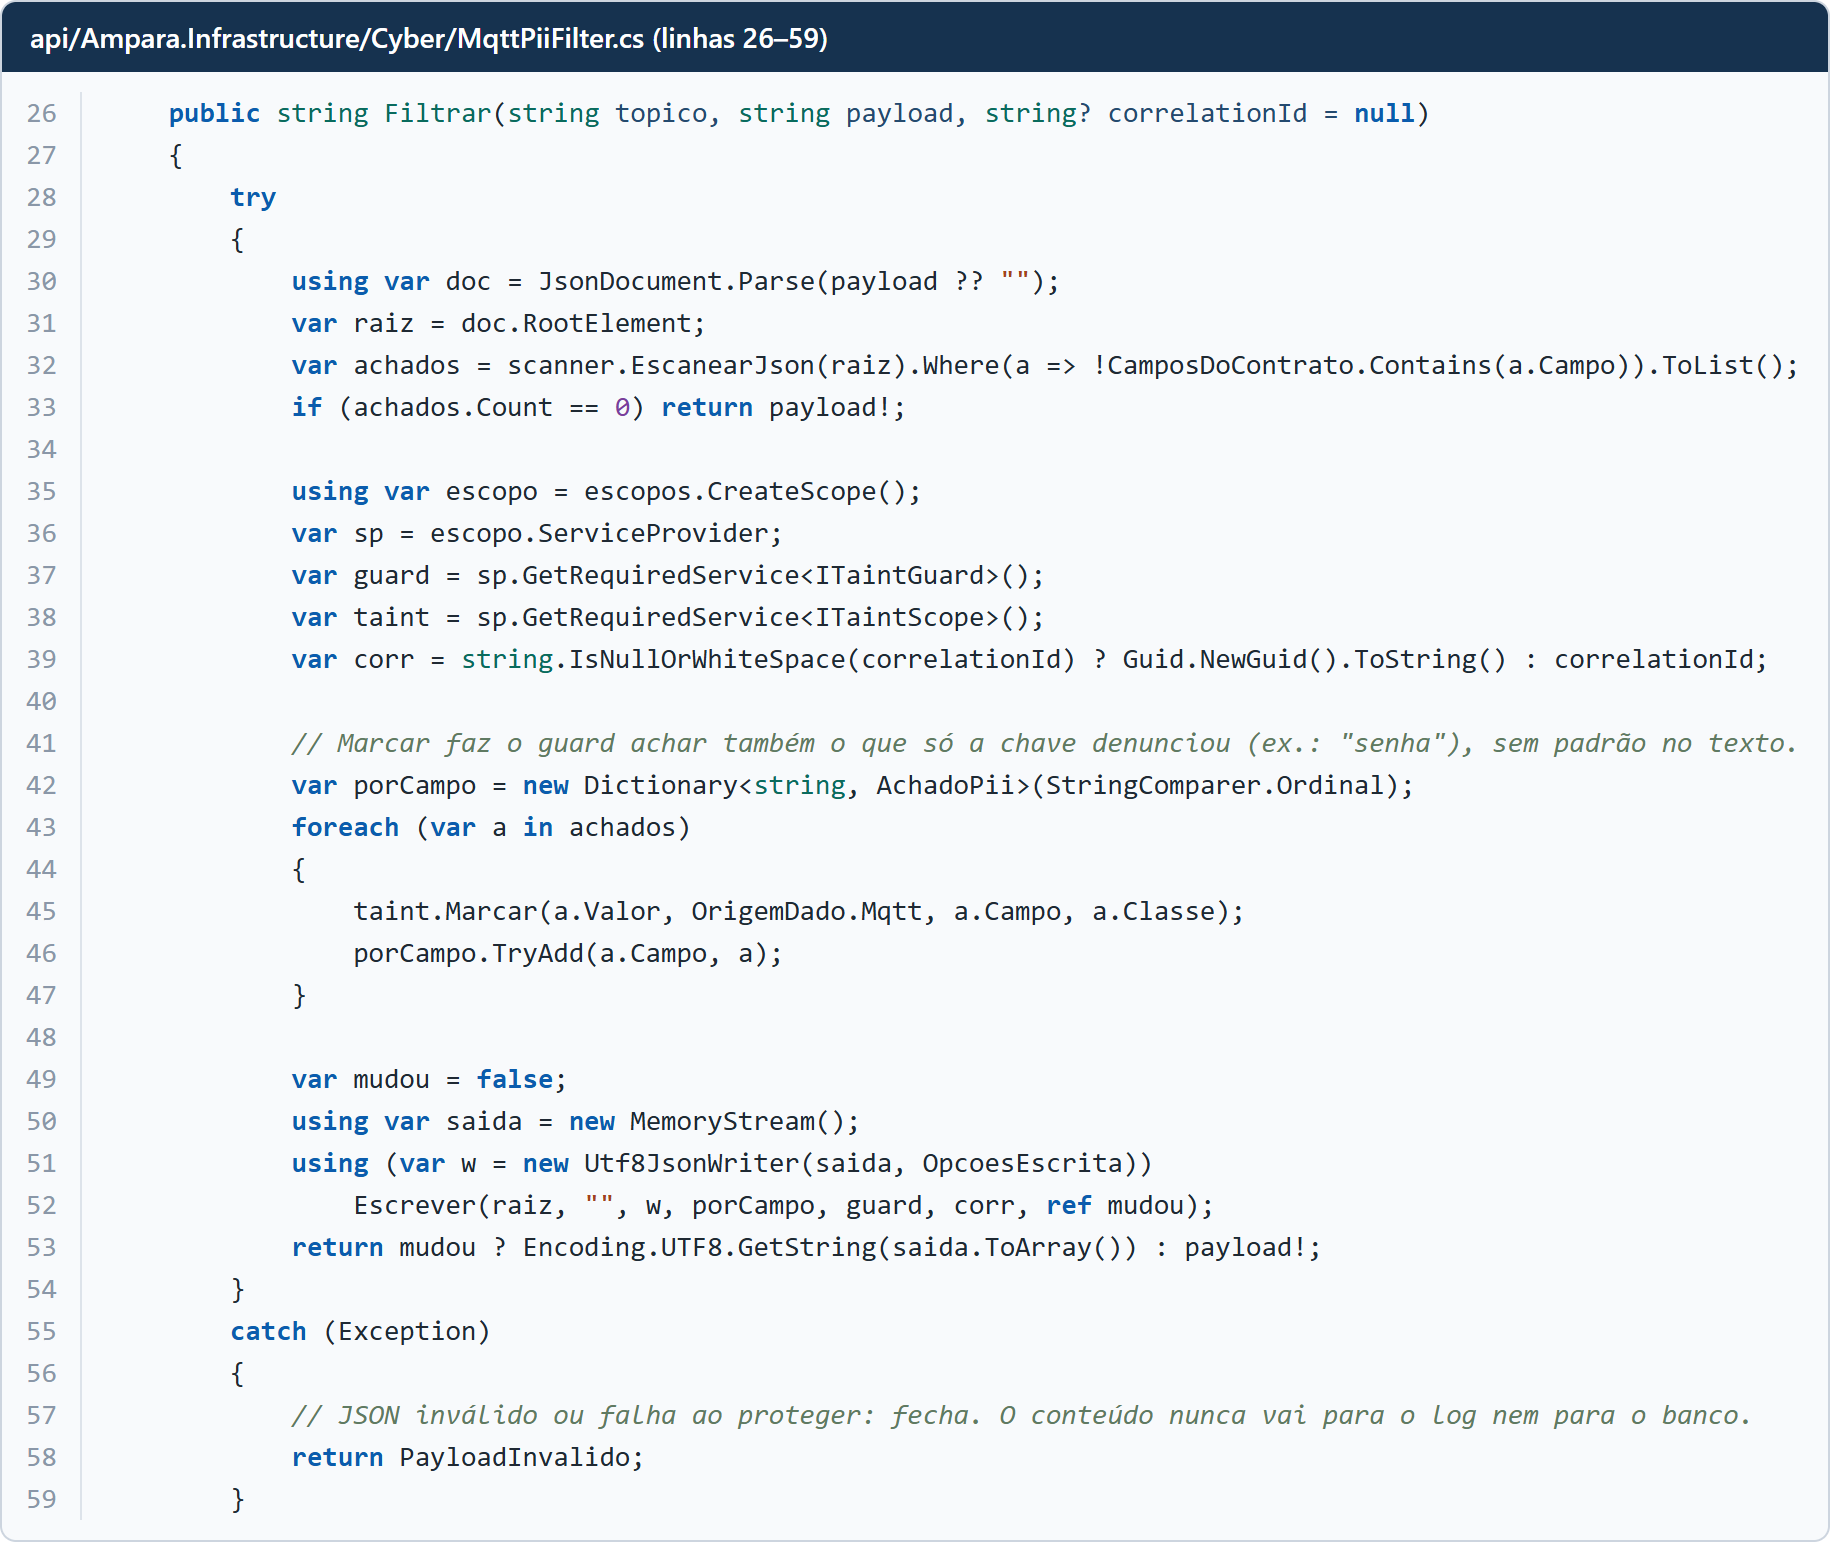 api/Ampara.Infrastructure/Cyber/MqttPiiFilter.cs (linhas 26–59)
26 public string Filtrar(string topico, string payload, string? correlationId = null)
27 {
28 try
29 {
30 using var doc = JsonDocument.Parse(payload ?? "");
31 var raiz = doc.RootElement;
32 var achados = scanner.EscanearJson(raiz).Where(a => !CamposDoContrato.Contains(a.Campo)).ToList();
33 if (achados.Count == 0) return payload!;
34
35 using var escopo = escopos.CreateScope();
36 var sp = escopo.ServiceProvider;
37 var guard = sp.GetRequiredService<ITaintGuard>();
38 var taint = sp.GetRequiredService<ITaintScope>();
39 var corr = string.IsNullOrWhiteSpace(correlationId) ? Guid.NewGuid().ToString() : correlationId;
40
41 // Marcar faz o guard achar também o que só a chave denunciou (ex.: "senha"), sem padrão no texto.
42 var porCampo = new Dictionary<string, AchadoPii>(StringComparer.Ordinal);
43 foreach (var a in achados)
44 {
45 taint.Marcar(a.Valor, OrigemDado.Mqtt, a.Campo, a.Classe);
46 porCampo.TryAdd(a.Campo, a);
47 }
48
49 var mudou = false;
50 using var saida = new MemoryStream();
51 using (var w = new Utf8JsonWriter(saida, OpcoesEscrita))
52 Escrever(raiz, "", w, porCampo, guard, corr, ref mudou);
53 return mudou ? Encoding.UTF8.GetString(saida.ToArray()) : payload!;
54 }
55 catch (Exception)
56 {
57 // JSON inválido ou falha ao proteger: fecha. O conteúdo nunca vai para o log nem para o banco.
58 return PayloadInvalido;
59 }